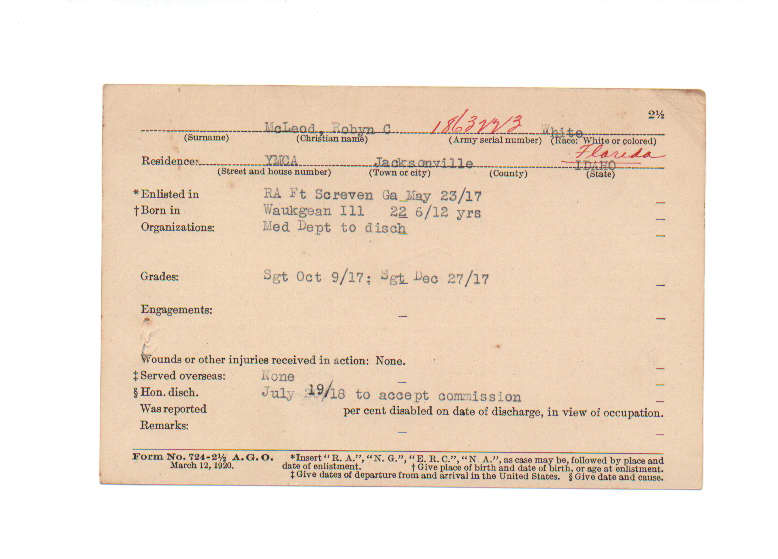 2½
McLeod, Robyn C 1863223 White
(Surname) (Christian name) (Army serial number) (Race: White or colored)
Floreda
Residence: YMCA Jacksonville IDAHO
(Street and house number) (Town or city) (County) (State)
*Enlisted in RA Ft Screven Ga May 23/17
†Born in Waukgean Ill 22 6/12 yrs
Organizations: Med Dept to disch
Grades: Sgt Oct 9/17; Sgt Dec 27/17
Engagements: —
Wounds or other injuries received in action: None.
‡Served overseas: None —
§Hon. disch. July 19/18 to accept commission
Was reported per cent disabled on date of discharge, in view of occupation.
Remarks: —
Form No. 724-2½ A.G.O. *Insert "R. A.", "N. G.", "E. R. C.", "N. A.", as case may be, followed by place and
March 12, 1920. date of enlistment. †Give place of birth and date of birth, or age at enlistment.
‡Give dates of departure from and arrival in the United States. §Give date and cause.